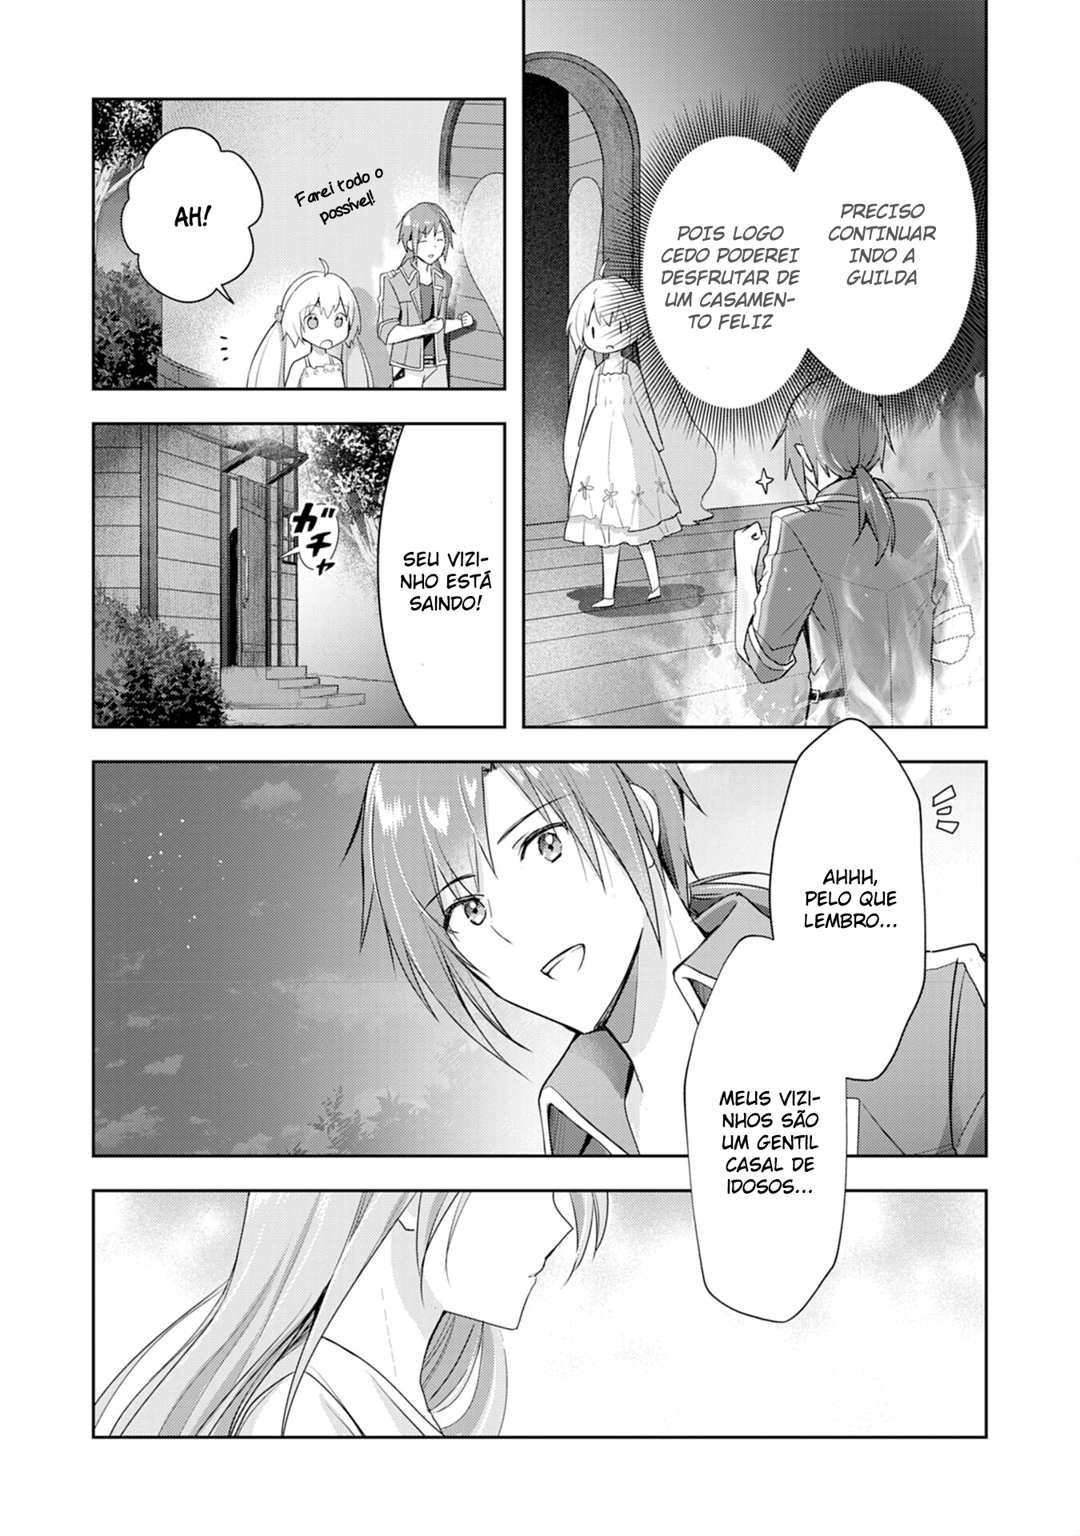 PRECISO
CONTINUAR
INDO A
GUILDA
POIS LOGO
CEDO PODEREI
DESFRUTAR DE
UM CASAMEN-
TO FELIZ
Farei todo o
possível!
AH!
SEU VIZI-
NHO ESTÁ
SAINDO!
ガチャ
AHHH,
PELO QUE
LEMBRO...
MEUS VIZI-
NHOS SÃO
UM GENTIL
CASAL DE
IDOSOS...